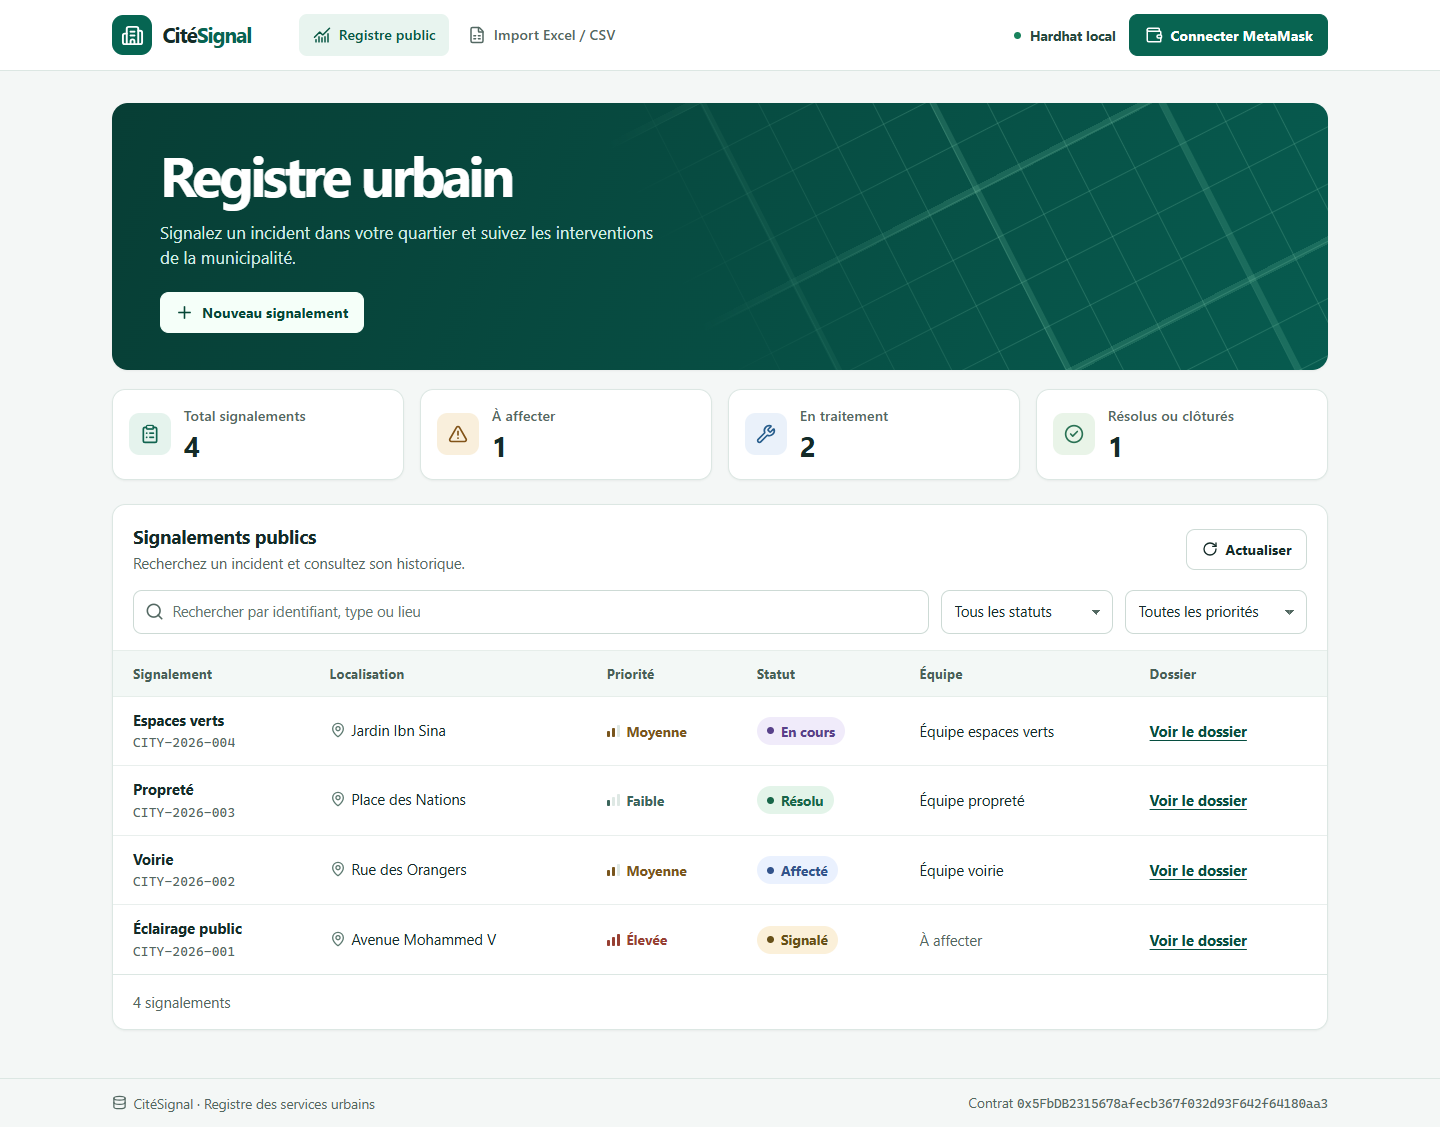 CitéSignal
Registre public
Import Excel / CSV
Hardhat local
Connecter MetaMask
Registre urbain
Signalez un incident dans votre quartier et suivez les interventions
de la municipalité.
Nouveau signalement
Total signalements
4
À affecter
1
En traitement
2
Résolus ou clôturés
1
Signalements publics
Recherchez un incident et consultez son historique.
Actualiser
Rechercher par identifiant, type ou lieu
Tous les statuts
Toutes les priorités
Signalement Localisation Priorité Statut Équipe Dossier
Espaces verts
CITY-2026-004
Jardin Ibn Sina
Moyenne
En cours
Équipe espaces verts
Voir le dossier
Propreté
CITY-2026-003
Place des Nations
Faible
Résolu
Équipe propreté
Voir le dossier
Voirie
CITY-2026-002
Rue des Orangers
Moyenne
Affecté
Équipe voirie
Voir le dossier
Éclairage public
CITY-2026-001
Avenue Mohammed V
Élevée
Signalé
À affecter
Voir le dossier
4 signalements
CitéSignal · Registre des services urbains
Contrat 0x5FbDB2315678afecb367f032d93F642f64180aa3